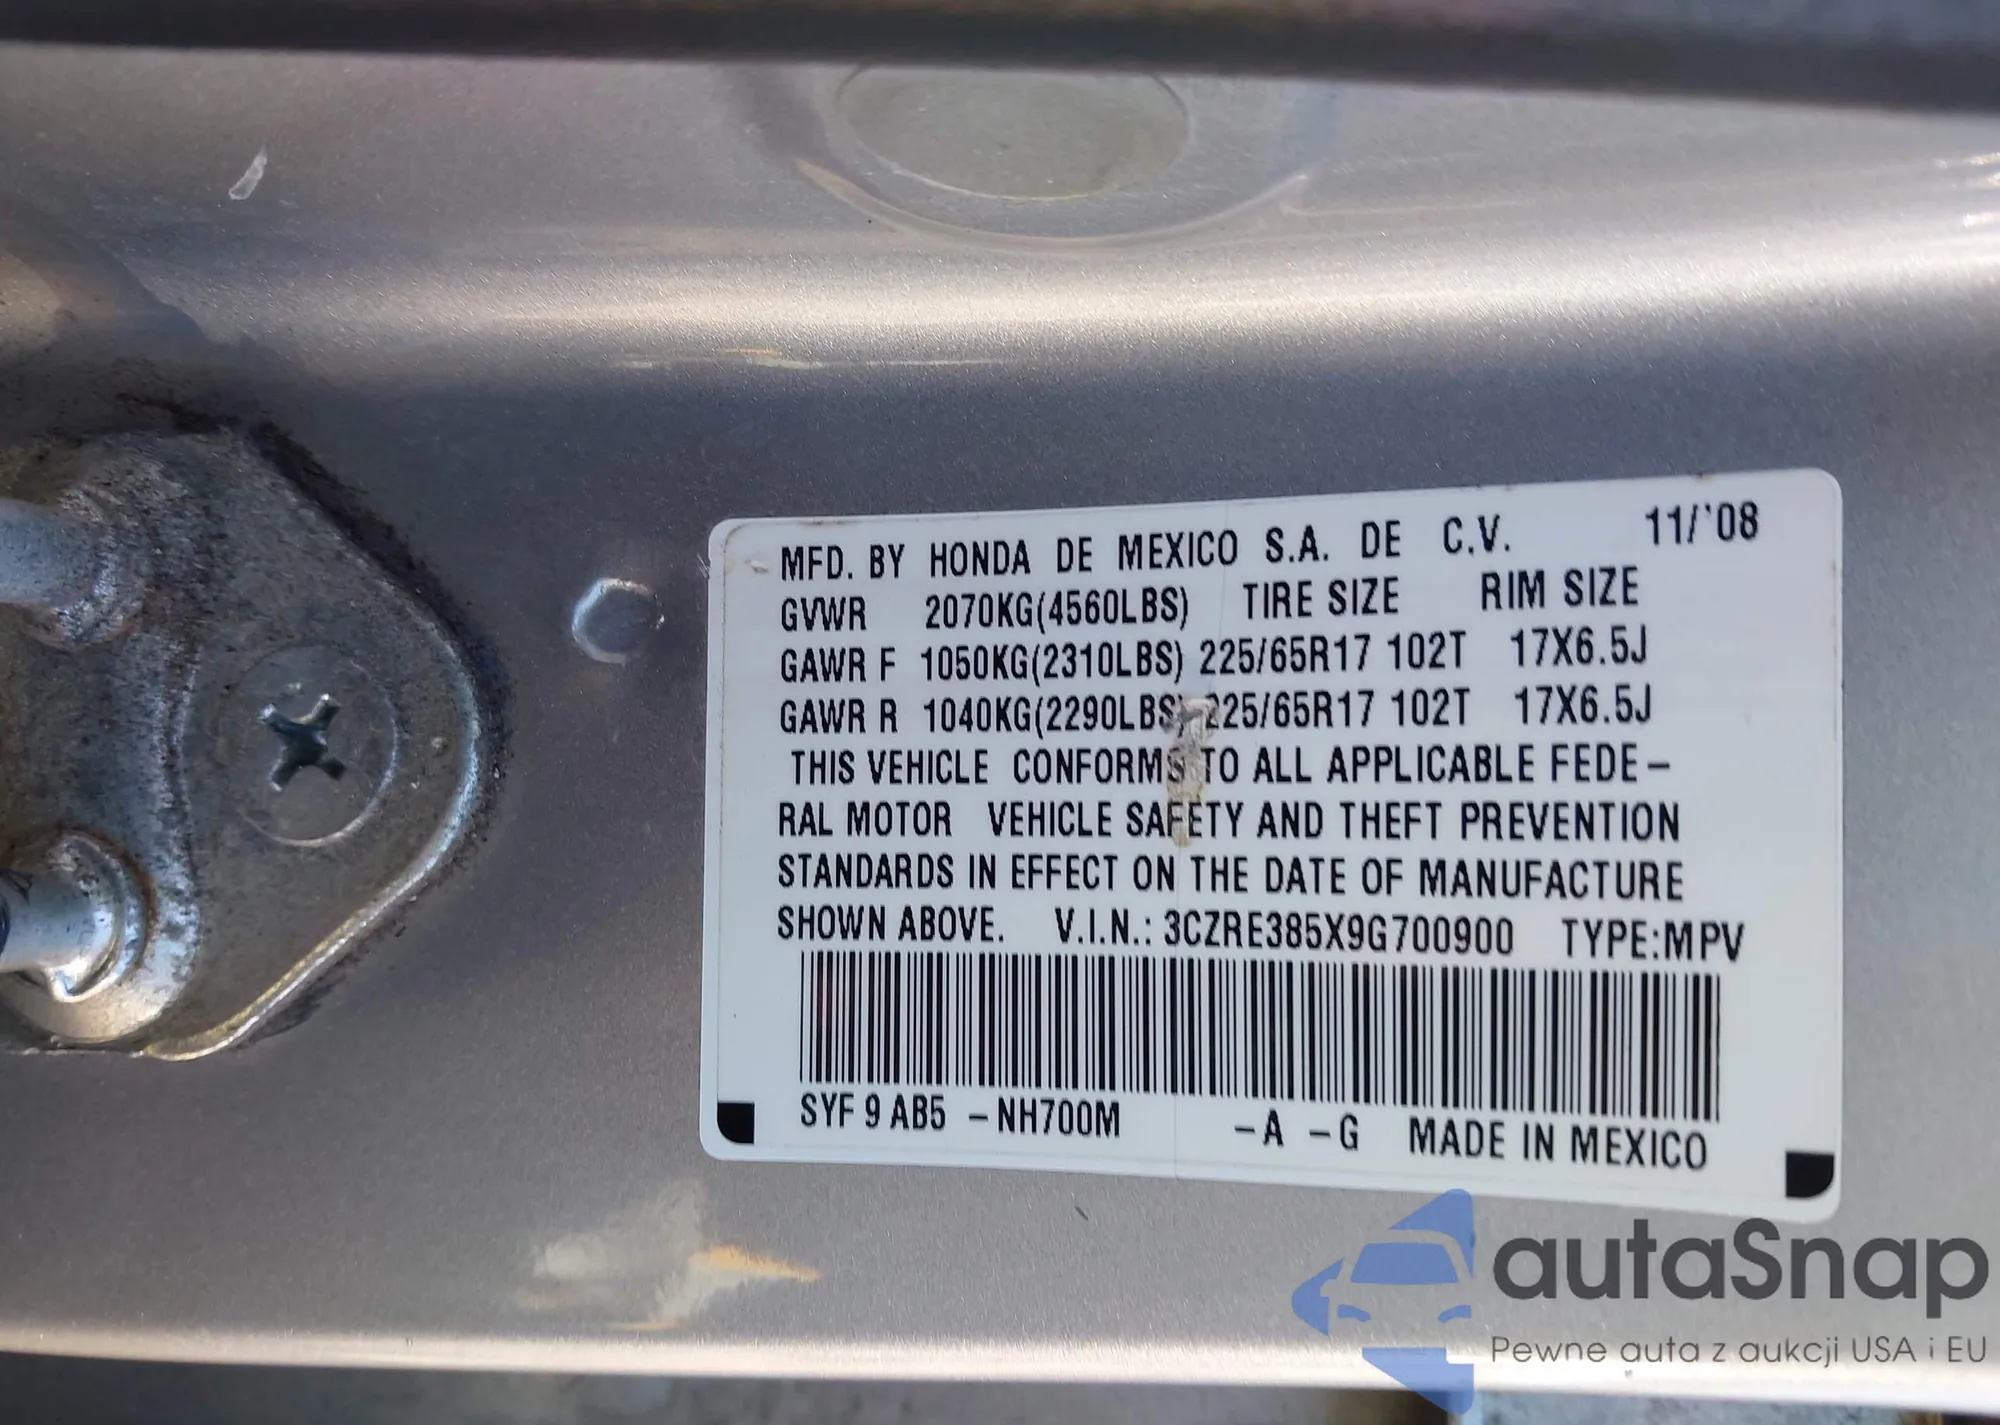 MFD. BY HONDA DE MEXICO S.A. DE C.V. 11/'08
GVWR 2070KG(4560LBS) TIRE SIZE RIM SIZE
GAWR F 1050KG(2310LBS) 225/65R17 102T 17X6.5J
GAWR R 1040KG(2290LBS) 225/65R17 102T 17X6.5J
THIS VEHICLE CONFORMS TO ALL APPLICABLE FEDE-
RAL MOTOR VEHICLE SAFETY AND THEFT PREVENTION
STANDARDS IN EFFECT ON THE DATE OF MANUFACTURE
SHOWN ABOVE. V.I.N.: 3CZRE385X9G700900 TYPE:MPV
SYF 9 AB5 -NH700M -A -G MADE IN MEXICO
autaSnap
Pewne auta z aukcji USA i EU